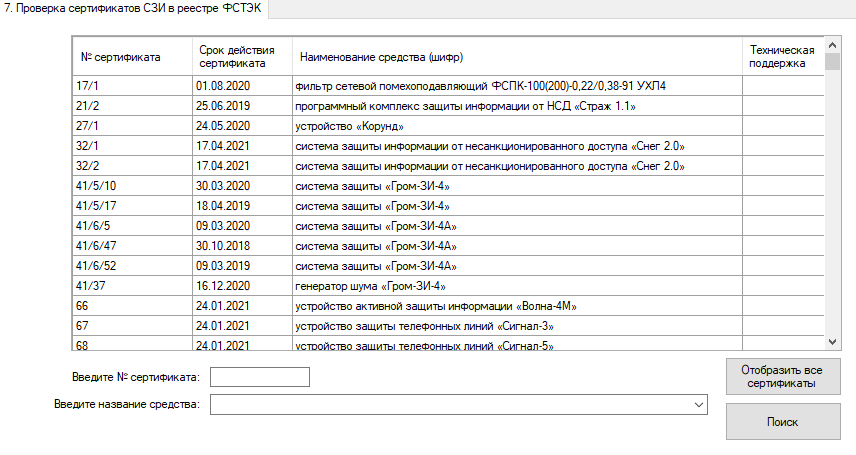 7. Проверка сертификатов СЗИ в реестре ФСТЭК
№ сертификата Срок действия сертификата Наименование средства (шифр) Техническая поддержка
17/1 01.08.2020 фильтр сетевой помехоподавляющий ФСПК-100(200)-0,22/0,38-91 УХЛ4
21/2 25.06.2019 программный комплекс защиты информации от НСД «Страж 1.1»
27/1 24.05.2020 устройство «Корунд»
32/1 17.04.2021 система защиты информации от несанкционированного доступа «Снег 2.0»
32/2 17.04.2021 система защиты информации от несанкционированного доступа «Снег 2.0»
41/5/10 30.03.2020 система защиты «Гром-ЗИ-4»
41/5/17 18.04.2019 система защиты «Гром-ЗИ-4»
41/6/5 09.03.2020 система защиты «Гром-ЗИ-4А»
41/6/47 30.10.2018 система защиты «Гром-ЗИ-4А»
41/6/52 09.03.2019 система защиты «Гром-ЗИ-4А»
41/37 16.12.2020 генератор шума «Гром-ЗИ-4»
66 24.01.2021 устройство активной защиты информации «Волна-4М»
67 24.01.2021 устройство защиты телефонных линий «Сигнал-3»
68 24.01.2021 устройство защиты телефонных линий «Сигнал-5»
Введите № сертификата:
Отобразить все
сертификаты
Введите название средства:
Поиск